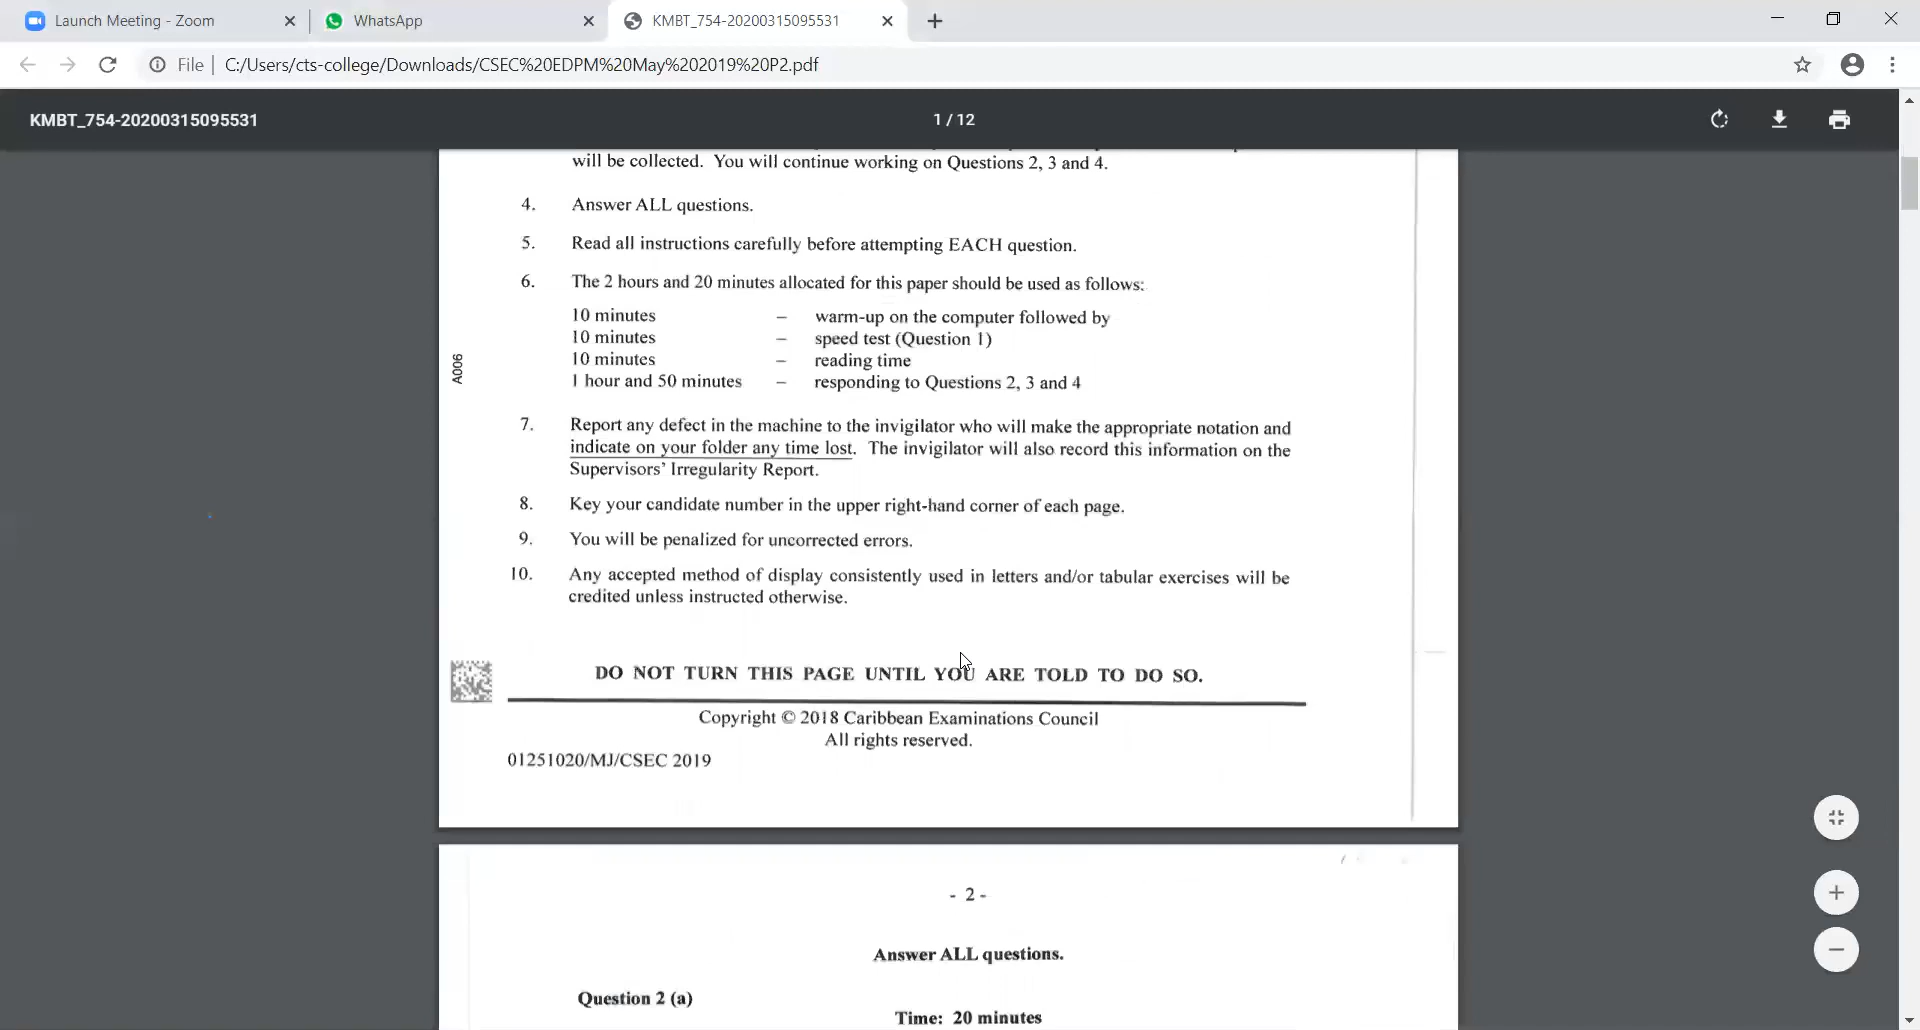 Launch Meeting - Zoom
WhatsApp
KMBT_754-20200315095531
File
C:/Users/cts-college/Downloads/CSEC%20EDPM%20May%202019%20P2.pdf
KMBT_754-20200315095531
1 / 12
will be collected. You will continue working on Questions 2, 3 and 4.
4. Answer ALL questions.
5. Read all instructions carefully before attempting EACH question.
6. The 2 hours and 20 minutes allocated for this paper should be used as follows:
10 minutes – warm-up on the computer followed by
10 minutes – speed test (Question 1)
10 minutes – reading time
1 hour and 50 minutes – responding to Questions 2, 3 and 4
A006
7. Report any defect in the machine to the invigilator who will make the appropriate notation and
indicate on your folder any time lost. The invigilator will also record this information on the
Supervisors' Irregularity Report.
8. Key your candidate number in the upper right-hand corner of each page.
9. You will be penalized for uncorrected errors.
10. Any accepted method of display consistently used in letters and/or tabular exercises will be
credited unless instructed otherwise.
DO NOT TURN THIS PAGE UNTIL YOU ARE TOLD TO DO SO.
Copyright © 2018 Caribbean Examinations Council
All rights reserved.
01251020/MJ/CSEC 2019
- 2 -
Answer ALL questions.
Question 2 (a)
Time: 20 minutes